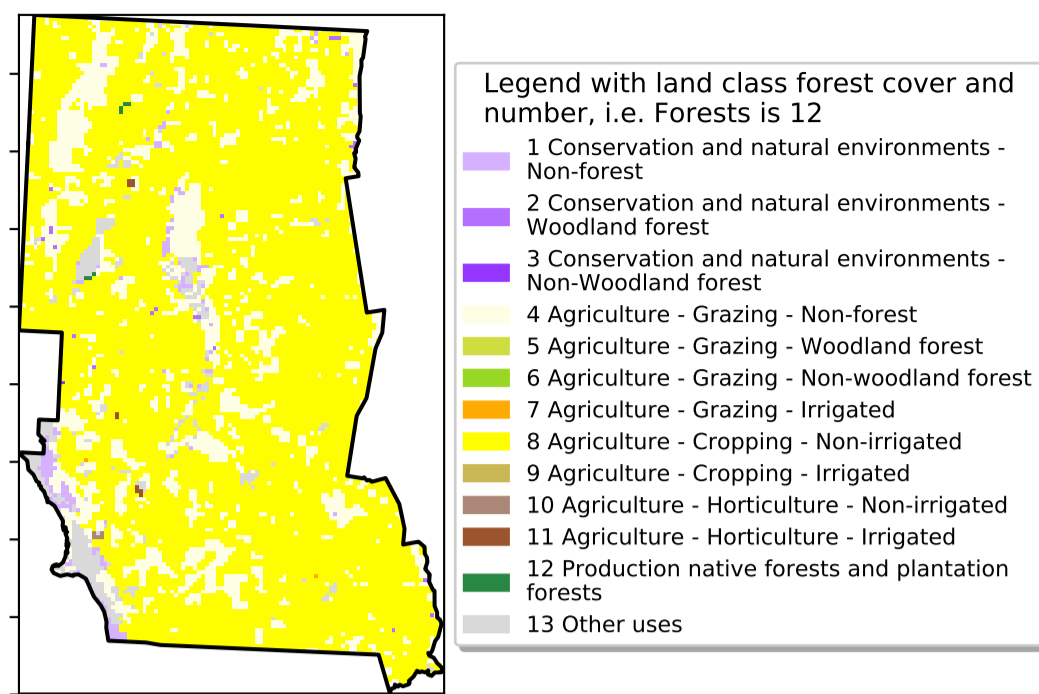 Legend with land class forest cover and
number, i.e. Forests is 12
1 Conservation and natural environments -
Non-forest
2 Conservation and natural environments -
Woodland forest
3 Conservation and natural environments -
Non-Woodland forest
4 Agriculture - Grazing - Non-forest
5 Agriculture - Grazing - Woodland forest
6 Agriculture - Grazing - Non-woodland forest
7 Agriculture - Grazing - Irrigated
8 Agriculture - Cropping - Non-irrigated
9 Agriculture - Cropping - Irrigated
10 Agriculture - Horticulture - Non-irrigated
11 Agriculture - Horticulture - Irrigated
12 Production native forests and plantation
forests
13 Other uses